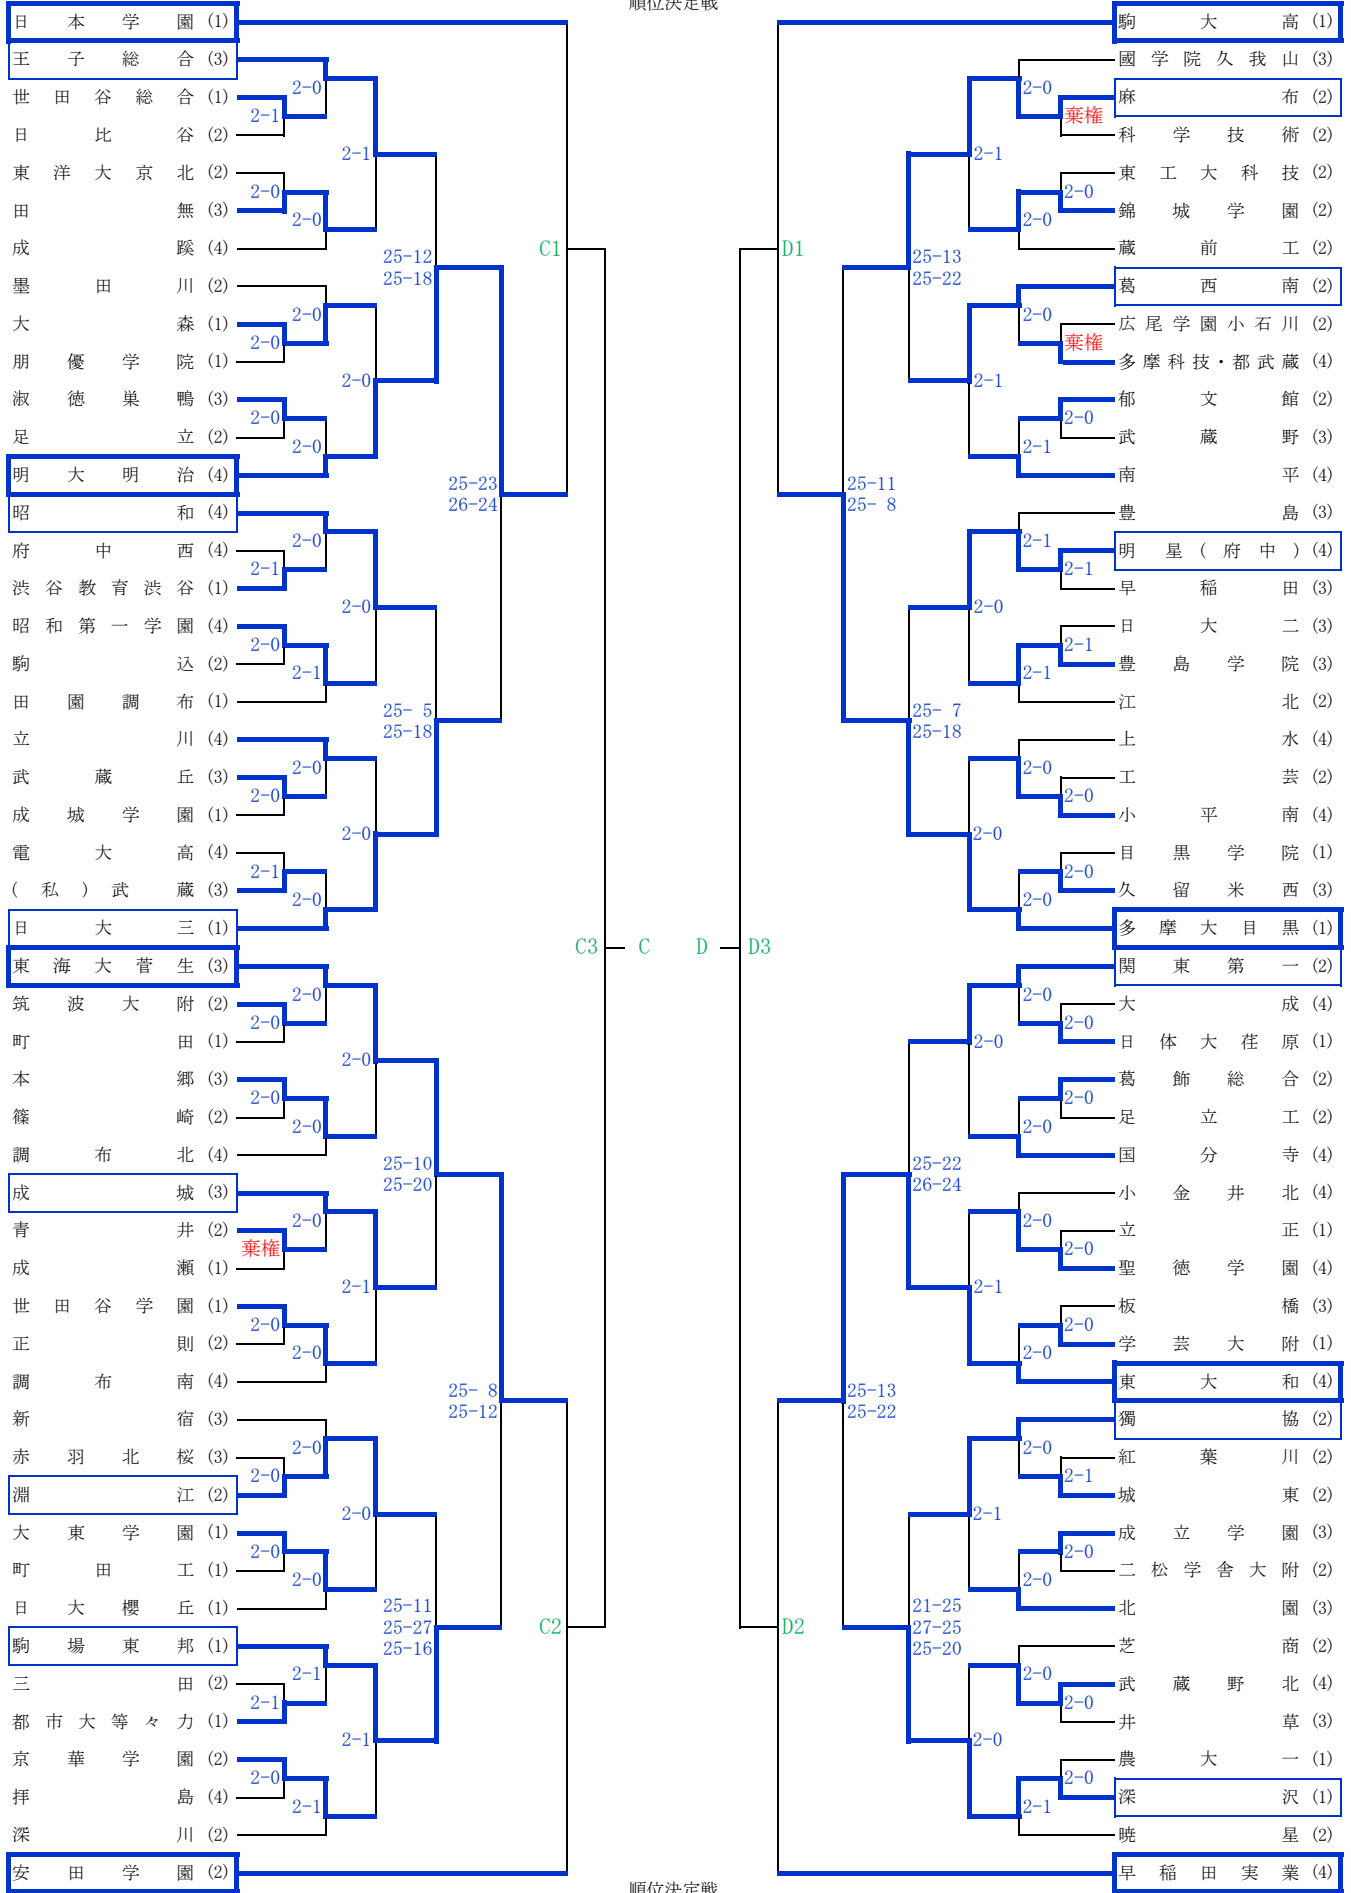 順位決定戦
日本学園 (1)
王子総合 (3)
2-0
世田谷総合 (1)
2-1
日比谷 (2)
2-1
東洋大京北 (2)
2-0
田無 (3)
2-0
成蹊 (4)
25-12
25-18
墨田川 (2)
2-0
大森 (1)
2-0
朋優学院 (1)
2-0
淑徳巣鴨 (3)
2-0
足立 (2)
2-0
明大明治 (4)
25-23
26-24
昭和 (4)
2-0
府中西 (4)
2-1
渋谷教育渋谷 (1)
2-0
昭和第一学園 (4)
2-0
駒込 (2)
2-1
田園調布 (1)
25- 5
25-18
立川 (4)
2-0
武蔵丘 (3)
2-0
成城学園 (1)
2-0
電大高 (4)
2-1
(私)武蔵 (3)
2-0
日大三 (1)
東海大菅生 (3)
2-0
筑波大附 (2)
2-0
町田 (1)
2-0
本郷 (3)
2-0
篠崎 (2)
2-0
調布北 (4)
25-10
25-20
成城 (3)
2-0
青井 (2)
棄権
成瀬 (1)
2-1
世田谷学園 (1)
2-0
正則 (2)
2-0
調布南 (4)
25- 8
25-12
新宿 (3)
2-0
赤羽北桜 (3)
2-0
淵江 (2)
2-0
大東学園 (1)
2-0
町田工 (1)
2-0
日大櫻丘 (1)
25-11
25-27
25-16
駒場東邦 (1)
2-1
三田 (2)
2-1
都市大等々力 (1)
2-1
京華学園 (2)
2-0
拝島 (4)
2-1
深川 (2)
安田学園 (2)
C1
C3 C
C2
D1
D D3
D2
駒大高 (1)
國学院久我山 (3)
2-0
麻布 (2)
棄権
科学技術 (2)
2-1
東工大科技 (2)
2-0
錦城学園 (2)
2-0
蔵前工 (2)
25-13
25-22
葛西南 (2)
2-0
広尾学園小石川 (2)
棄権
多摩科技・都武蔵 (4)
2-1
郁文館 (2)
2-0
武蔵野 (3)
2-1
南平 (4)
25-11
25- 8
豊島 (3)
2-1
明星(府中) (4)
2-1
早稲田 (3)
2-0
日大二 (3)
2-1
豊島学院 (3)
2-1
江北 (2)
25- 7
25-18
上水 (4)
2-0
工芸 (2)
2-0
小平南 (4)
2-0
目黒学院 (1)
2-0
久留米西 (3)
2-0
多摩大目黒 (1)
関東第一 (2)
2-0
大成 (4)
2-0
日体大荏原 (1)
2-0
葛飾総合 (2)
2-0
足立工 (2)
2-0
国分寺 (4)
25-22
26-24
小金井北 (4)
2-0
立正 (1)
2-0
聖徳学園 (4)
2-1
板橋 (3)
2-0
学芸大附 (1)
2-0
東大和 (4)
25-13
25-22
獨協 (2)
2-0
紅葉川 (2)
2-1
城東 (2)
2-1
成立学園 (3)
2-0
二松学舎大附 (2)
2-0
北園 (3)
21-25
27-25
25-20
芝商 (2)
2-0
武蔵野北 (4)
2-0
井草 (3)
2-0
農大一 (1)
2-0
深沢 (1)
2-1
暁星 (2)
早稲田実業 (4)
順位決定戦